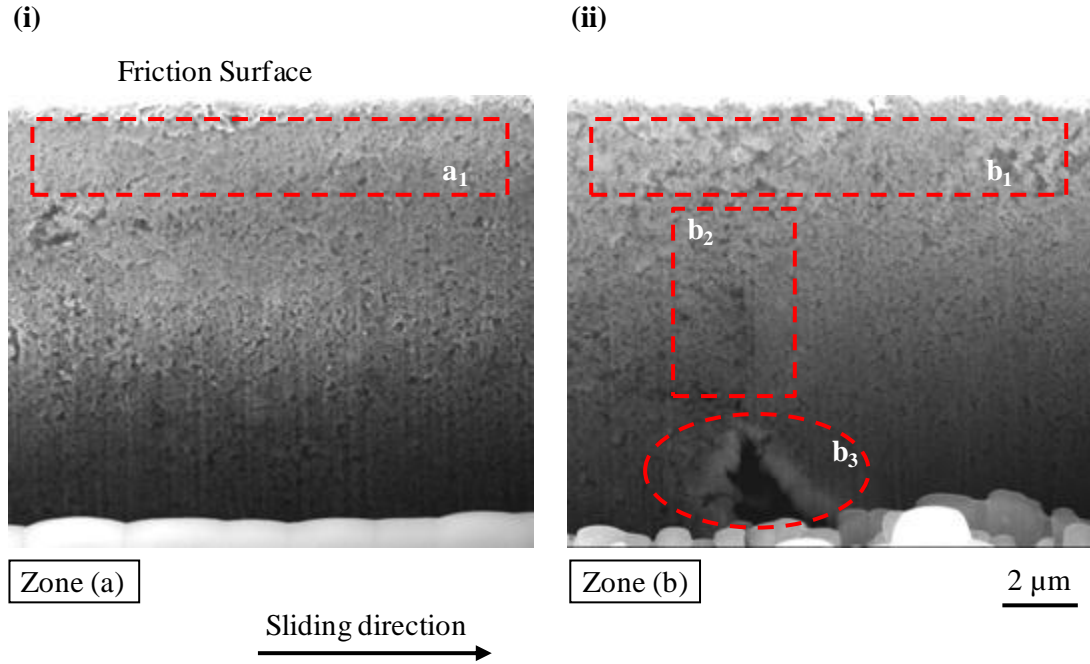 (i)
(ii)
Friction Surface
a1
b1
b2
b3
Zone (a)
Zone (b)
2 µm
Sliding direction